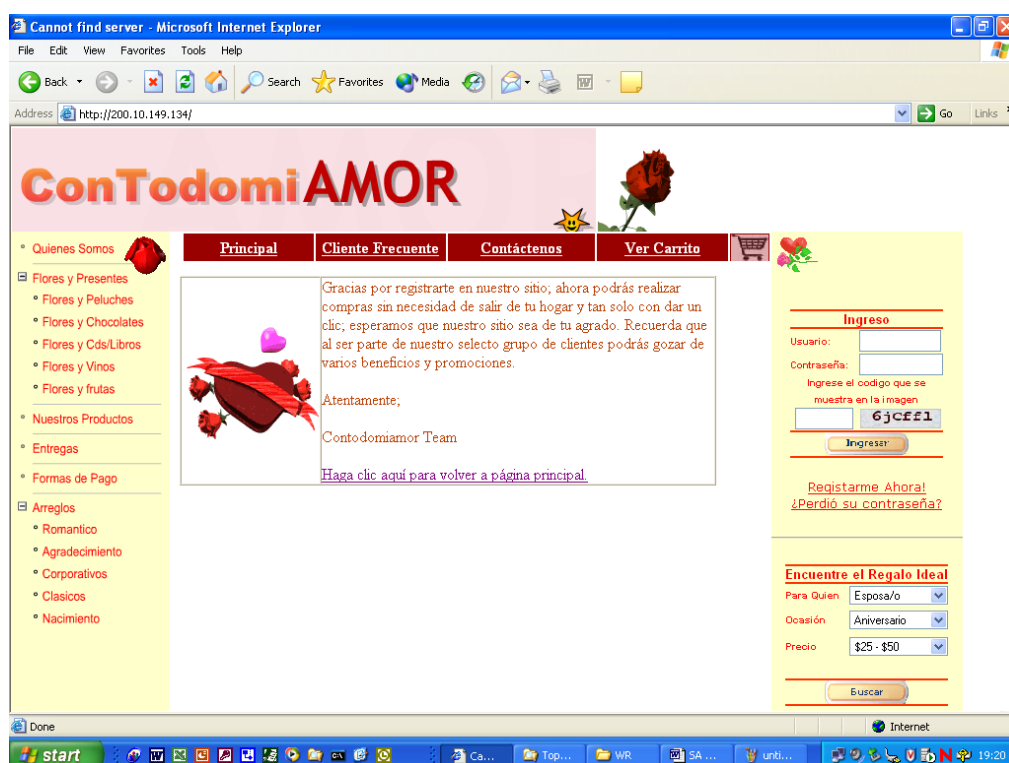 Cannot find server - Microsoft Internet Explorer
File Edit View Favorites Tools Help
Back Search Favorites Media
Address http://200.10.149.134/ Go Links
ConTodomiAMOR
Quienes Somos
Flores y Presentes
Flores y Peluches
Flores y Chocolates
Flores y Cds/Libros
Flores y Vinos
Flores y frutas
Nuestros Productos
Entregas
Formas de Pago
Arreglos
Romantico
Agradecimiento
Corporativos
Clasicos
Nacimiento
Principal Cliente Frecuente Contáctenos Ver Carrito
Gracias por registrarte en nuestro sitio; ahora podrás realizar
compras sin necesidad de salir de tu hogar y tan solo con dar un
clic; esperamos que nuestro sitio sea de tu agrado. Recuerda que
al ser parte de nuestro selecto grupo de clientes podrás gozar de
varios beneficios y promociones.
Atentamente;
Contodomiamor Team
Haga clic aquí para volver a página principal.
Ingreso
Usuario:
Contraseña:
Ingrese el codigo que se
muestra en la imagen
6jCff1
Ingresar
Registarme Ahora!
¿Perdió su contraseña?
Encuentre el Regalo Ideal
Para Quien Esposa/o
Ocasión Aniversario
Precio $25 - $50
Buscar
Done Internet
start Ca... Top... WR SA ... unti... 19:20